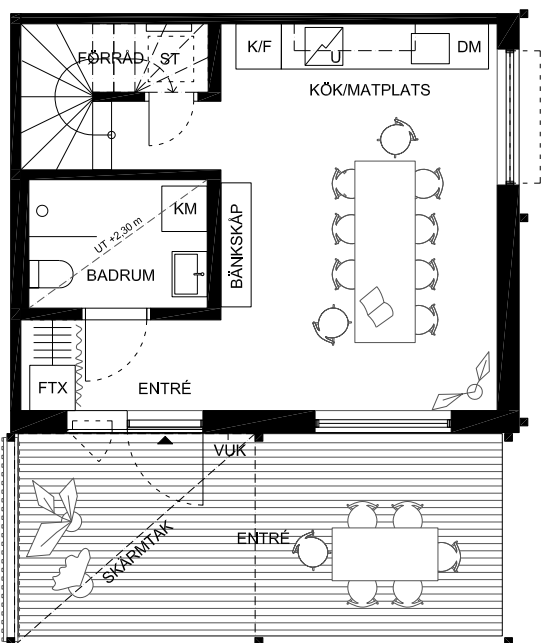 FÖRRÅD
ST
K/F
U
DM
KÖK/MATPLATS
KM
UT +2,30 m
BADRUM
BÄNKSKÅP
FTX
ENTRÉ
VUK
SKÄRMTAK
ENTRÉ